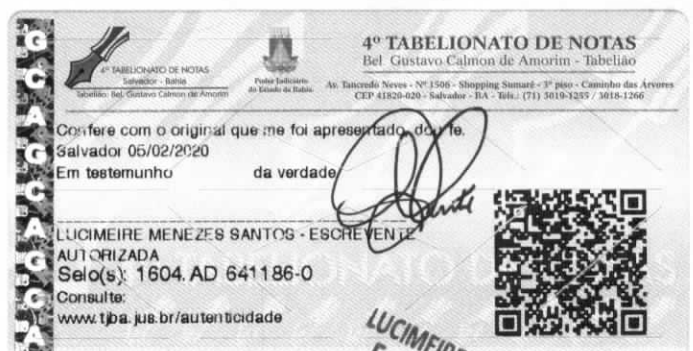 4º TABELIONATO DE NOTAS
Salvador - Bahia
Tabelião: Bel. Gustavo Calmon de Amorim
Poder Judiciário
do Estado da Bahia
4º TABELIONATO DE NOTAS
Bel. Gustavo Calmon de Amorim - Tabelião
Av. Tancredo Neves - Nº 1506 - Shopping Sumaré - 3º piso - Caminho das Árvores
CEP 41820-020 - Salvador - BA - Tels.: (71) 3019-1255 / 3018-1266
Confere com o original que me foi apresentado, dou fe.
Salvador 05/02/2020
Em testemunho da verdade
LUCIMEIRE MENEZES SANTOS - ESCREVENTE
AUTORIZADA
Selo(s): 1604.AD 641186-0
Consulte:
www.tjba.jus.br/autenticidade
GCAGCAGCA